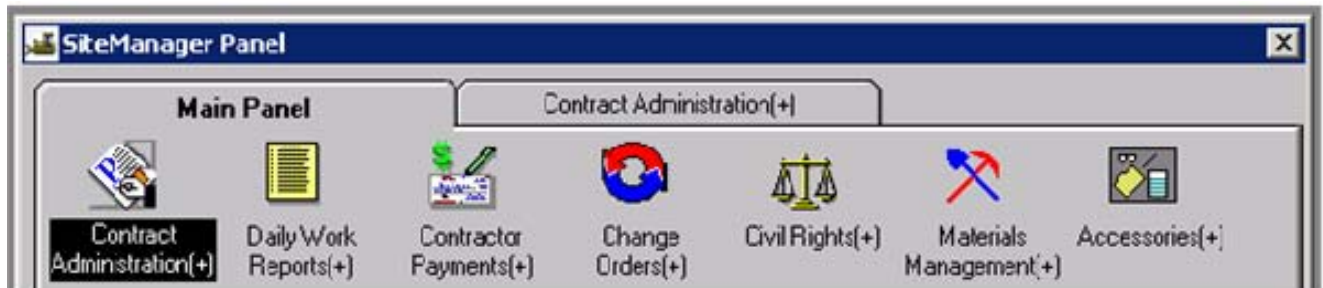 SiteManager Panel
Main Panel
Contract Administration(+)
Contract
Administration(+)
Daily Work
Reports(+)
Contractor
Payments(+)
Change
Orders(+)
Civil Rights(+)
Materials
Management(+)
Accessories(+)